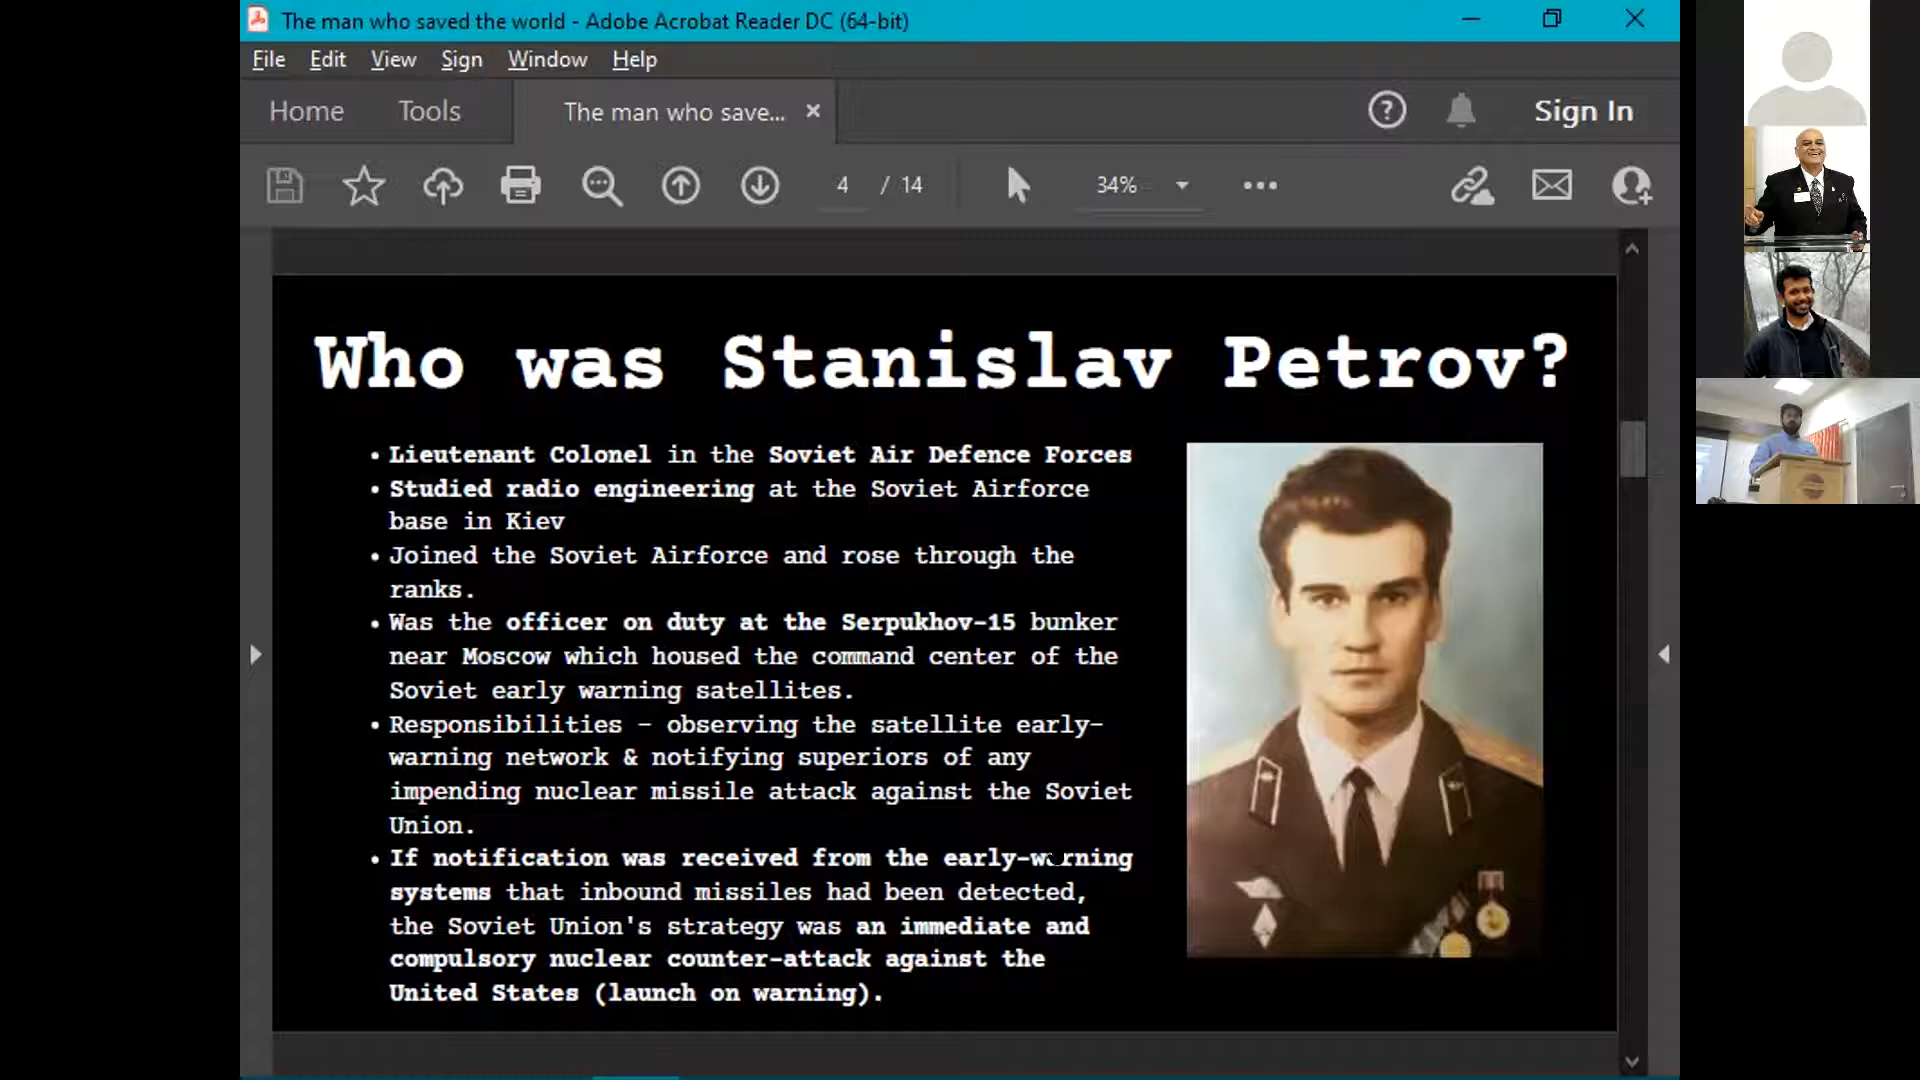 The man who saved the world - Adobe Acrobat Reader DC (64-bit)
File Edit View Sign Window Help
Home Tools The man who save... Sign In
4 / 14 34%
Who was Stanislav Petrov?
• Lieutenant Colonel in the Soviet Air Defence Forces
• Studied radio engineering at the Soviet Airforce
base in Kiev
• Joined the Soviet Airforce and rose through the
ranks.
• Was the officer on duty at the Serpukhov-15 bunker
near Moscow which housed the command center of the
Soviet early warning satellites.
• Responsibilities - observing the satellite early-
warning network & notifying superiors of any
impending nuclear missile attack against the Soviet
Union.
• If notification was received from the early-warning
systems that inbound missiles had been detected,
the Soviet Union's strategy was an immediate and
compulsory nuclear counter-attack against the
United States (launch on warning).